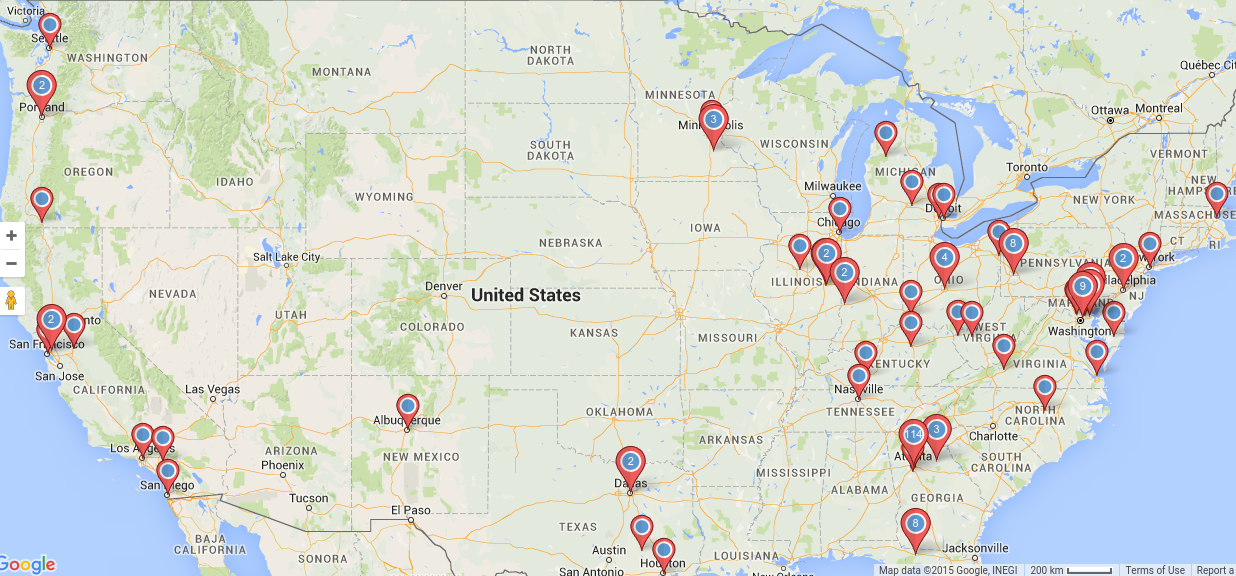 Victoria
Seattle
WASHINGTON
NORTH
DAKOTA
MONTANA
Québec Cit
2
Portland
MINNESOTA
3
Ottawa
Montreal
OREGON
IDAHO
SOUTH
DAKOTA
WISCONSIN
MICHIGAN
VERMONT
Toronto
NEW
HAMPSHIRE
WYOMING
Milwaukee
Detroit
NEW YORK
MASSACHUSE
Chicago
IOWA
CT
RI
+
−
NEBRASKA
8
Salt Lake City
2
4
2
PENNSYLVANIA
2
ILLINOIS
INDIANA
OHIO
Philadelphia
Denver
United States
9
NJ
NEVADA
UTAH
MARYLAND
2
COLORADO
KANSAS
MISSOURI
WEST
VIRGINIA
Washington
San Francisco
San Jose
KENTUCKY
VIRGINIA
CALIFORNIA
Las Vegas
Nashville
Albuquerque
OKLAHOMA
TENNESSEE
NORTH
CAROLINA
114
3
Charlotte
Los Angeles
ARIZONA
NEW MEXICO
ARKANSAS
Atlanta
Phoenix
2
SOUTH
CAROLINA
San Diego
Dallas
MISSISSIPPI
ALABAMA
Tucson
GEORGIA
El Paso
TEXAS
8
BAJA
CALIFORNIA
SONORA
Austin
Houston
LOUISIANA
Jacksonville
San Antonio
New Orleans
Google
Map data ©2015 Google, INEGI
200 km
Terms of Use
Report a